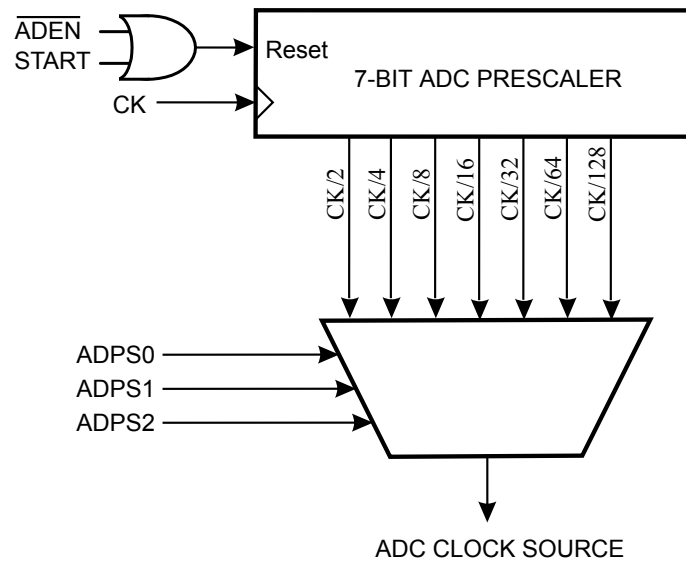 ADEN
START
Reset
7-BIT ADC PRESCALER
CK
CK/2
CK/4
CK/8
CK/16
CK/32
CK/64
CK/128
ADPS0
ADPS1
ADPS2
ADC CLOCK SOURCE